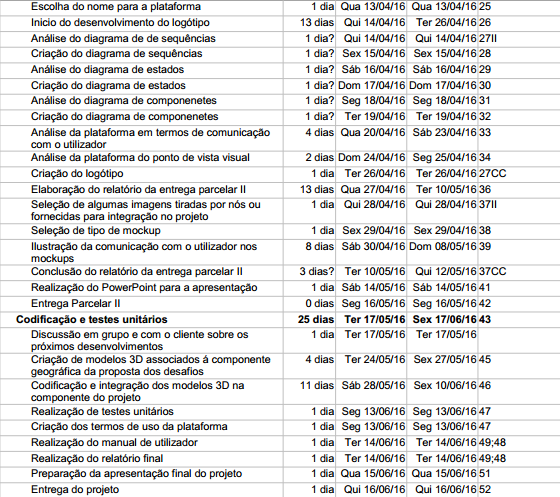 Escolha do nome para a plataforma 1 dia Qua 13/04/16 Qua 13/04/16 25
Inicio do desenvolvimento do logótipo 13 dias Qui 14/04/16 Ter 26/04/16 26
Análise do diagrama de de sequências 1 dia? Qui 14/04/16 Qui 14/04/16 27II
Criação do diagrama de sequências 1 dia? Sex 15/04/16 Sex 15/04/16 28
Análise do diagrama de estados 1 dia? Sáb 16/04/16 Sáb 16/04/16 29
Criação do diagrama de estados 1 dia? Dom 17/04/16 Dom 17/04/16 30
Análise do diagrama de componenetes 1 dia? Seg 18/04/16 Seg 18/04/16 31
Criação do diagrama de componenetes 1 dia? Ter 19/04/16 Ter 19/04/16 32
Análise da plataforma em termos de comunicação 4 dias Qua 20/04/16 Sáb 23/04/16 33
com o utilizador
Análise da plataforma do ponto de vista visual 2 dias Dom 24/04/16 Seg 25/04/16 34
Criação do logótipo 1 dia Ter 26/04/16 Ter 26/04/16 27CC
Elaboração do relatório da entrega parcelar II 13 dias Qua 27/04/16 Ter 10/05/16 36
Seleção de algumas imagens tiradas por nós ou 1 dia Qui 28/04/16 Qui 28/04/16 37II
fornecidas para integração no projeto
Seleção de tipo de mockup 1 dia Sex 29/04/16 Sex 29/04/16 38
Ilustração da comunicação com o utilizador nos 8 dias Sáb 30/04/16 Dom 08/05/16 39
mockups
Conclusão do relatório da entrega parcelar II 3 dias? Ter 10/05/16 Qui 12/05/16 37CC
Realização do PowerPoint para a apresentação 1 dia Sáb 14/05/16 Sáb 14/05/16 41
Entrega Parcelar II 0 dias Seg 16/05/16 Seg 16/05/16 42
Codificação e testes unitários 25 dias Ter 17/05/16 Sex 17/06/16 43
Discussão em grupo e com o cliente sobre os 1 dia Ter 17/05/16 Ter 17/05/16
próximos desenvolvimentos
Criação de modelos 3D associados á componente 4 dias Ter 24/05/16 Sex 27/05/16 45
geográfica da proposta dos desafios
Codificação e integração dos modelos 3D na 11 dias Sáb 28/05/16 Sex 10/06/16 46
componente do projeto
Realização de testes unitários 1 dia Seg 13/06/16 Seg 13/06/16 47
Criação dos termos de uso da plataforma 1 dia Seg 13/06/16 Seg 13/06/16 47
Realização do manual de utilizador 1 dia Ter 14/06/16 Ter 14/06/16 49;48
Realização do relatório final 1 dia Ter 14/06/16 Ter 14/06/16 49;48
Preparação da apresentação final do projeto 1 dia Qua 15/06/16 Qua 15/06/16 51
Entrega do projeto 1 dia Qui 16/06/16 Qui 16/06/16 52